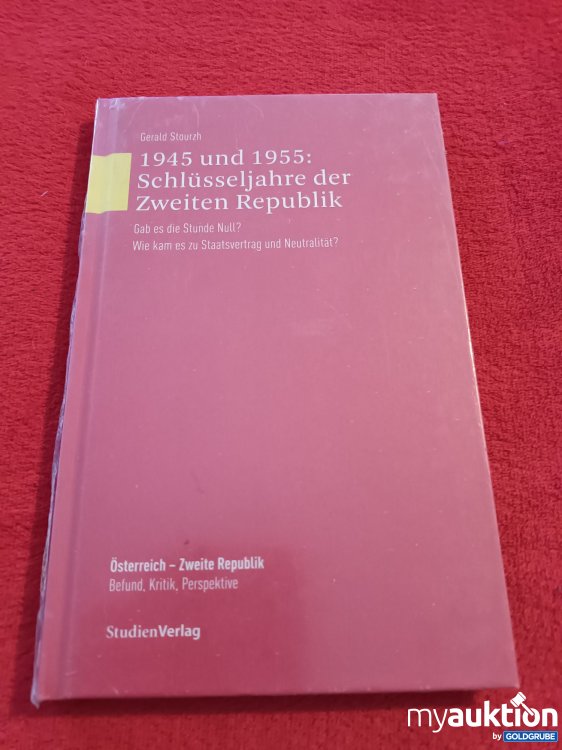 Gerald Stourzh
1945 und 1955:
Schlüsseljahre der
Zweiten Republik
Gab es die Stunde Null?
Wie kam es zu Staatsvertrag und Neutralität?
Österreich – Zweite Republik
Befund, Kritik, Perspektive
StudienVerlag
myauktion
by GOLDGRUBE